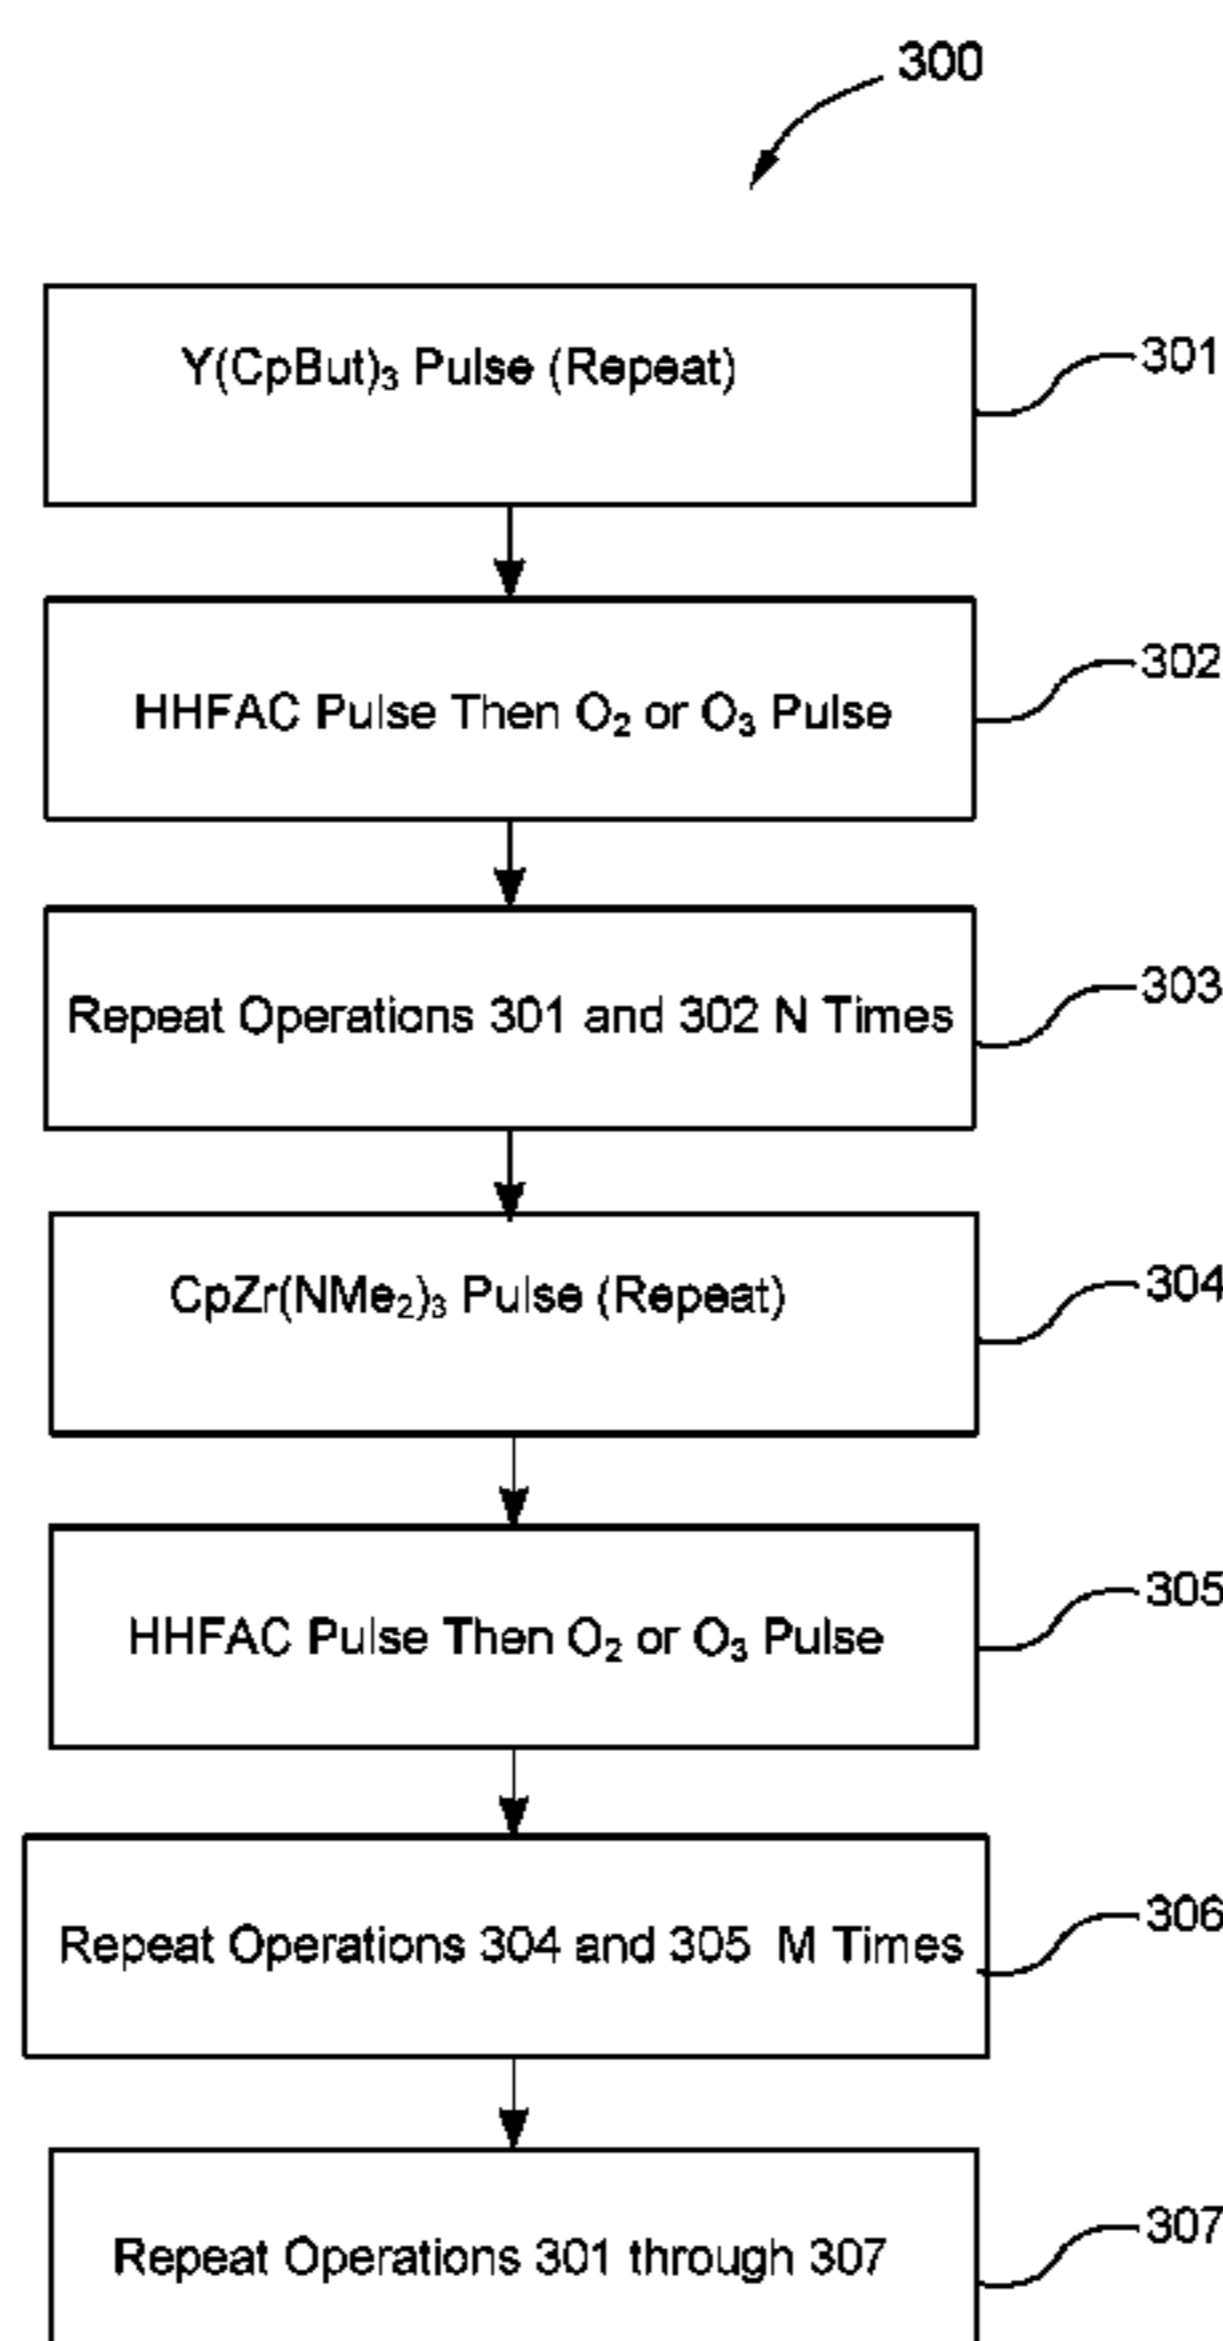 300
Y(CpBut)₃ Pulse (Repeat)
301
HHFAC Pulse Then O₂ or O₃ Pulse
302
Repeat Operations 301 and 302 N Times
303
CpZr(NMe₂)₃ Pulse (Repeat)
304
HHFAC Pulse Then O₂ or O₃ Pulse
305
Repeat Operations 304 and 305 M Times
306
Repeat Operations 301 through 307
307